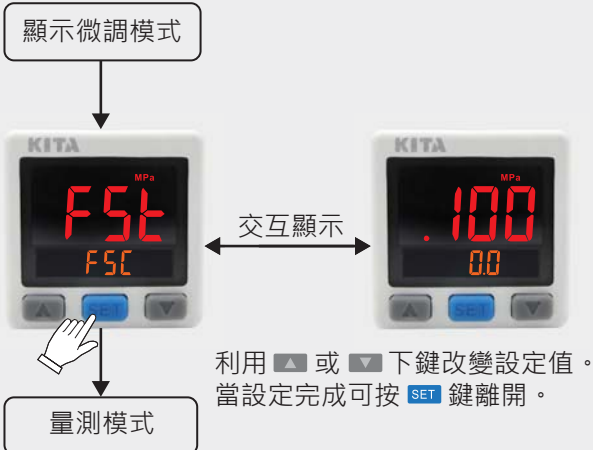 顯示微調模式
KITA
MPa
FSt
FSC
SET
交互顯示
KITA
MPa
.100
0.0
SET
利用 ▲ 或 ▼ 下鍵改變設定值。
當設定完成可按 SET 鍵離開。
量測模式